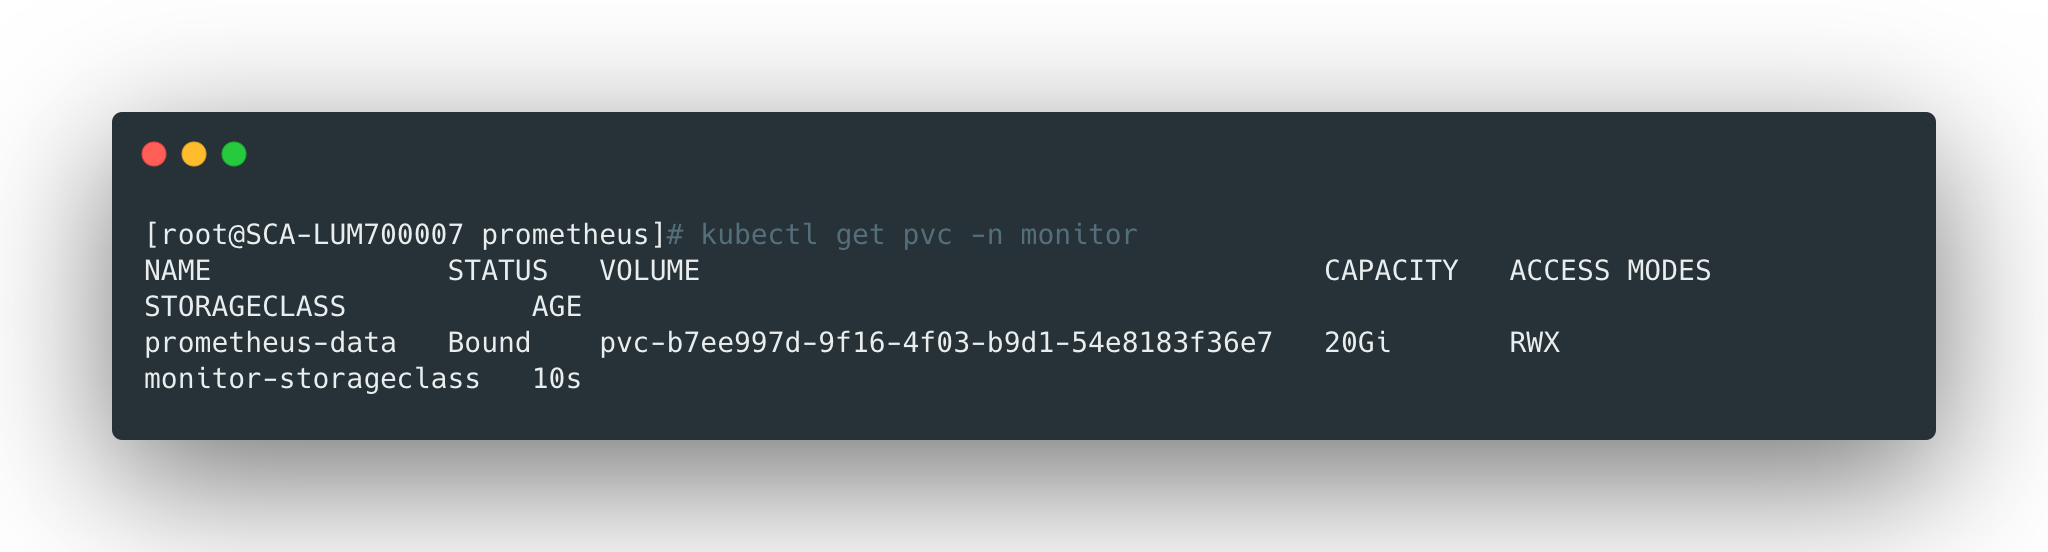 [root@SCA-LUM700007 prometheus]# kubectl get pvc -n monitor
NAME              STATUS   VOLUME                                     CAPACITY   ACCESS MODES
STORAGECLASS           AGE
prometheus-data   Bound    pvc-b7ee997d-9f16-4f03-b9d1-54e8183f36e7   20Gi       RWX
monitor-storageclass   10s